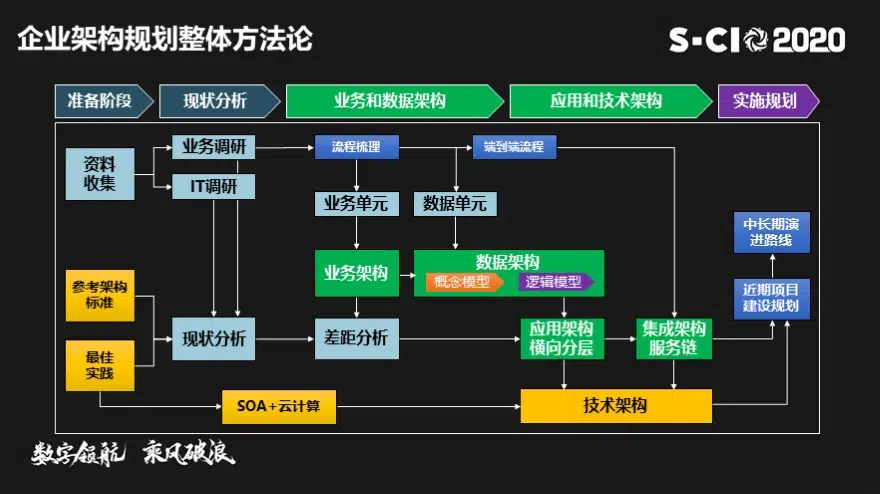 企业架构规划整体方法论
S-CIO 2020
准备阶段
现状分析
业务和数据架构
应用和技术架构
实施规划
资料
收集
业务调研
IT调研
流程梳理
端到端流程
业务单元
数据单元
中长期演
进路线
业务架构
数据架构
概念模型
逻辑模型
参考架构
标准
近期项目
建设规划
现状分析
差距分析
应用架构
横向分层
集成架构
服务链
最佳
实践
SOA+云计算
技术架构
数字领航 乘风破浪